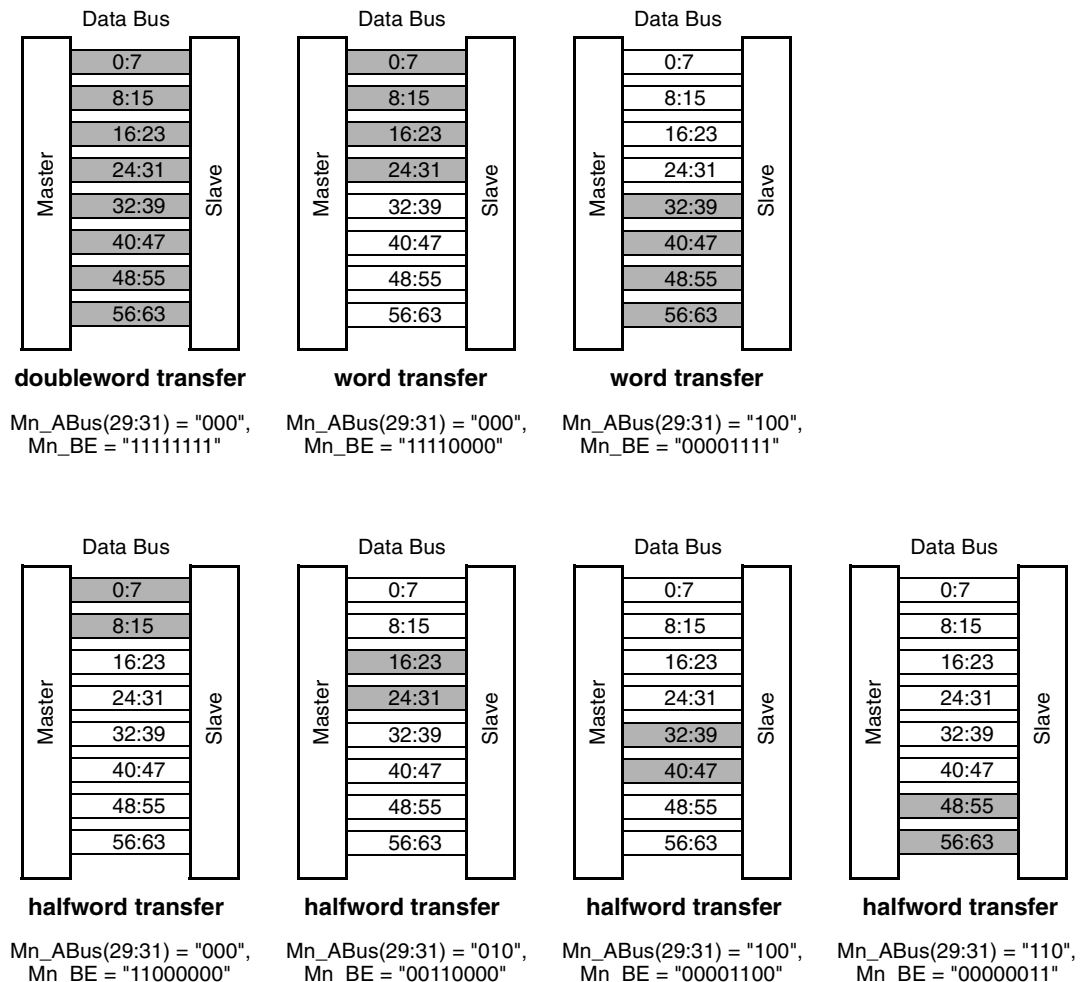 Data Bus
Master
0:7
8:15
16:23
24:31
32:39
40:47
48:55
56:63
Slave
doubleword transfer
Mn_ABus(29:31) = "000",
Mn_BE = "11111111"
Data Bus
Master
0:7
8:15
16:23
24:31
32:39
40:47
48:55
56:63
Slave
word transfer
Mn_ABus(29:31) = "000",
Mn_BE = "11110000"
Data Bus
Master
0:7
8:15
16:23
24:31
32:39
40:47
48:55
56:63
Slave
word transfer
Mn_ABus(29:31) = "100",
Mn_BE = "00001111"
Data Bus
Master
0:7
8:15
16:23
24:31
32:39
40:47
48:55
56:63
Slave
halfword transfer
Mn_ABus(29:31) = "000",
Mn_BE = "11000000"
Data Bus
Master
0:7
8:15
16:23
24:31
32:39
40:47
48:55
56:63
Slave
halfword transfer
Mn_ABus(29:31) = "010",
Mn_BE = "00110000"
Data Bus
Master
0:7
8:15
16:23
24:31
32:39
40:47
48:55
56:63
Slave
halfword transfer
Mn_ABus(29:31) = "100",
Mn_BE = "00001100"
Data Bus
Master
0:7
8:15
16:23
24:31
32:39
40:47
48:55
56:63
Slave
halfword transfer
Mn_ABus(29:31) = "110",
Mn_BE = "00000011"